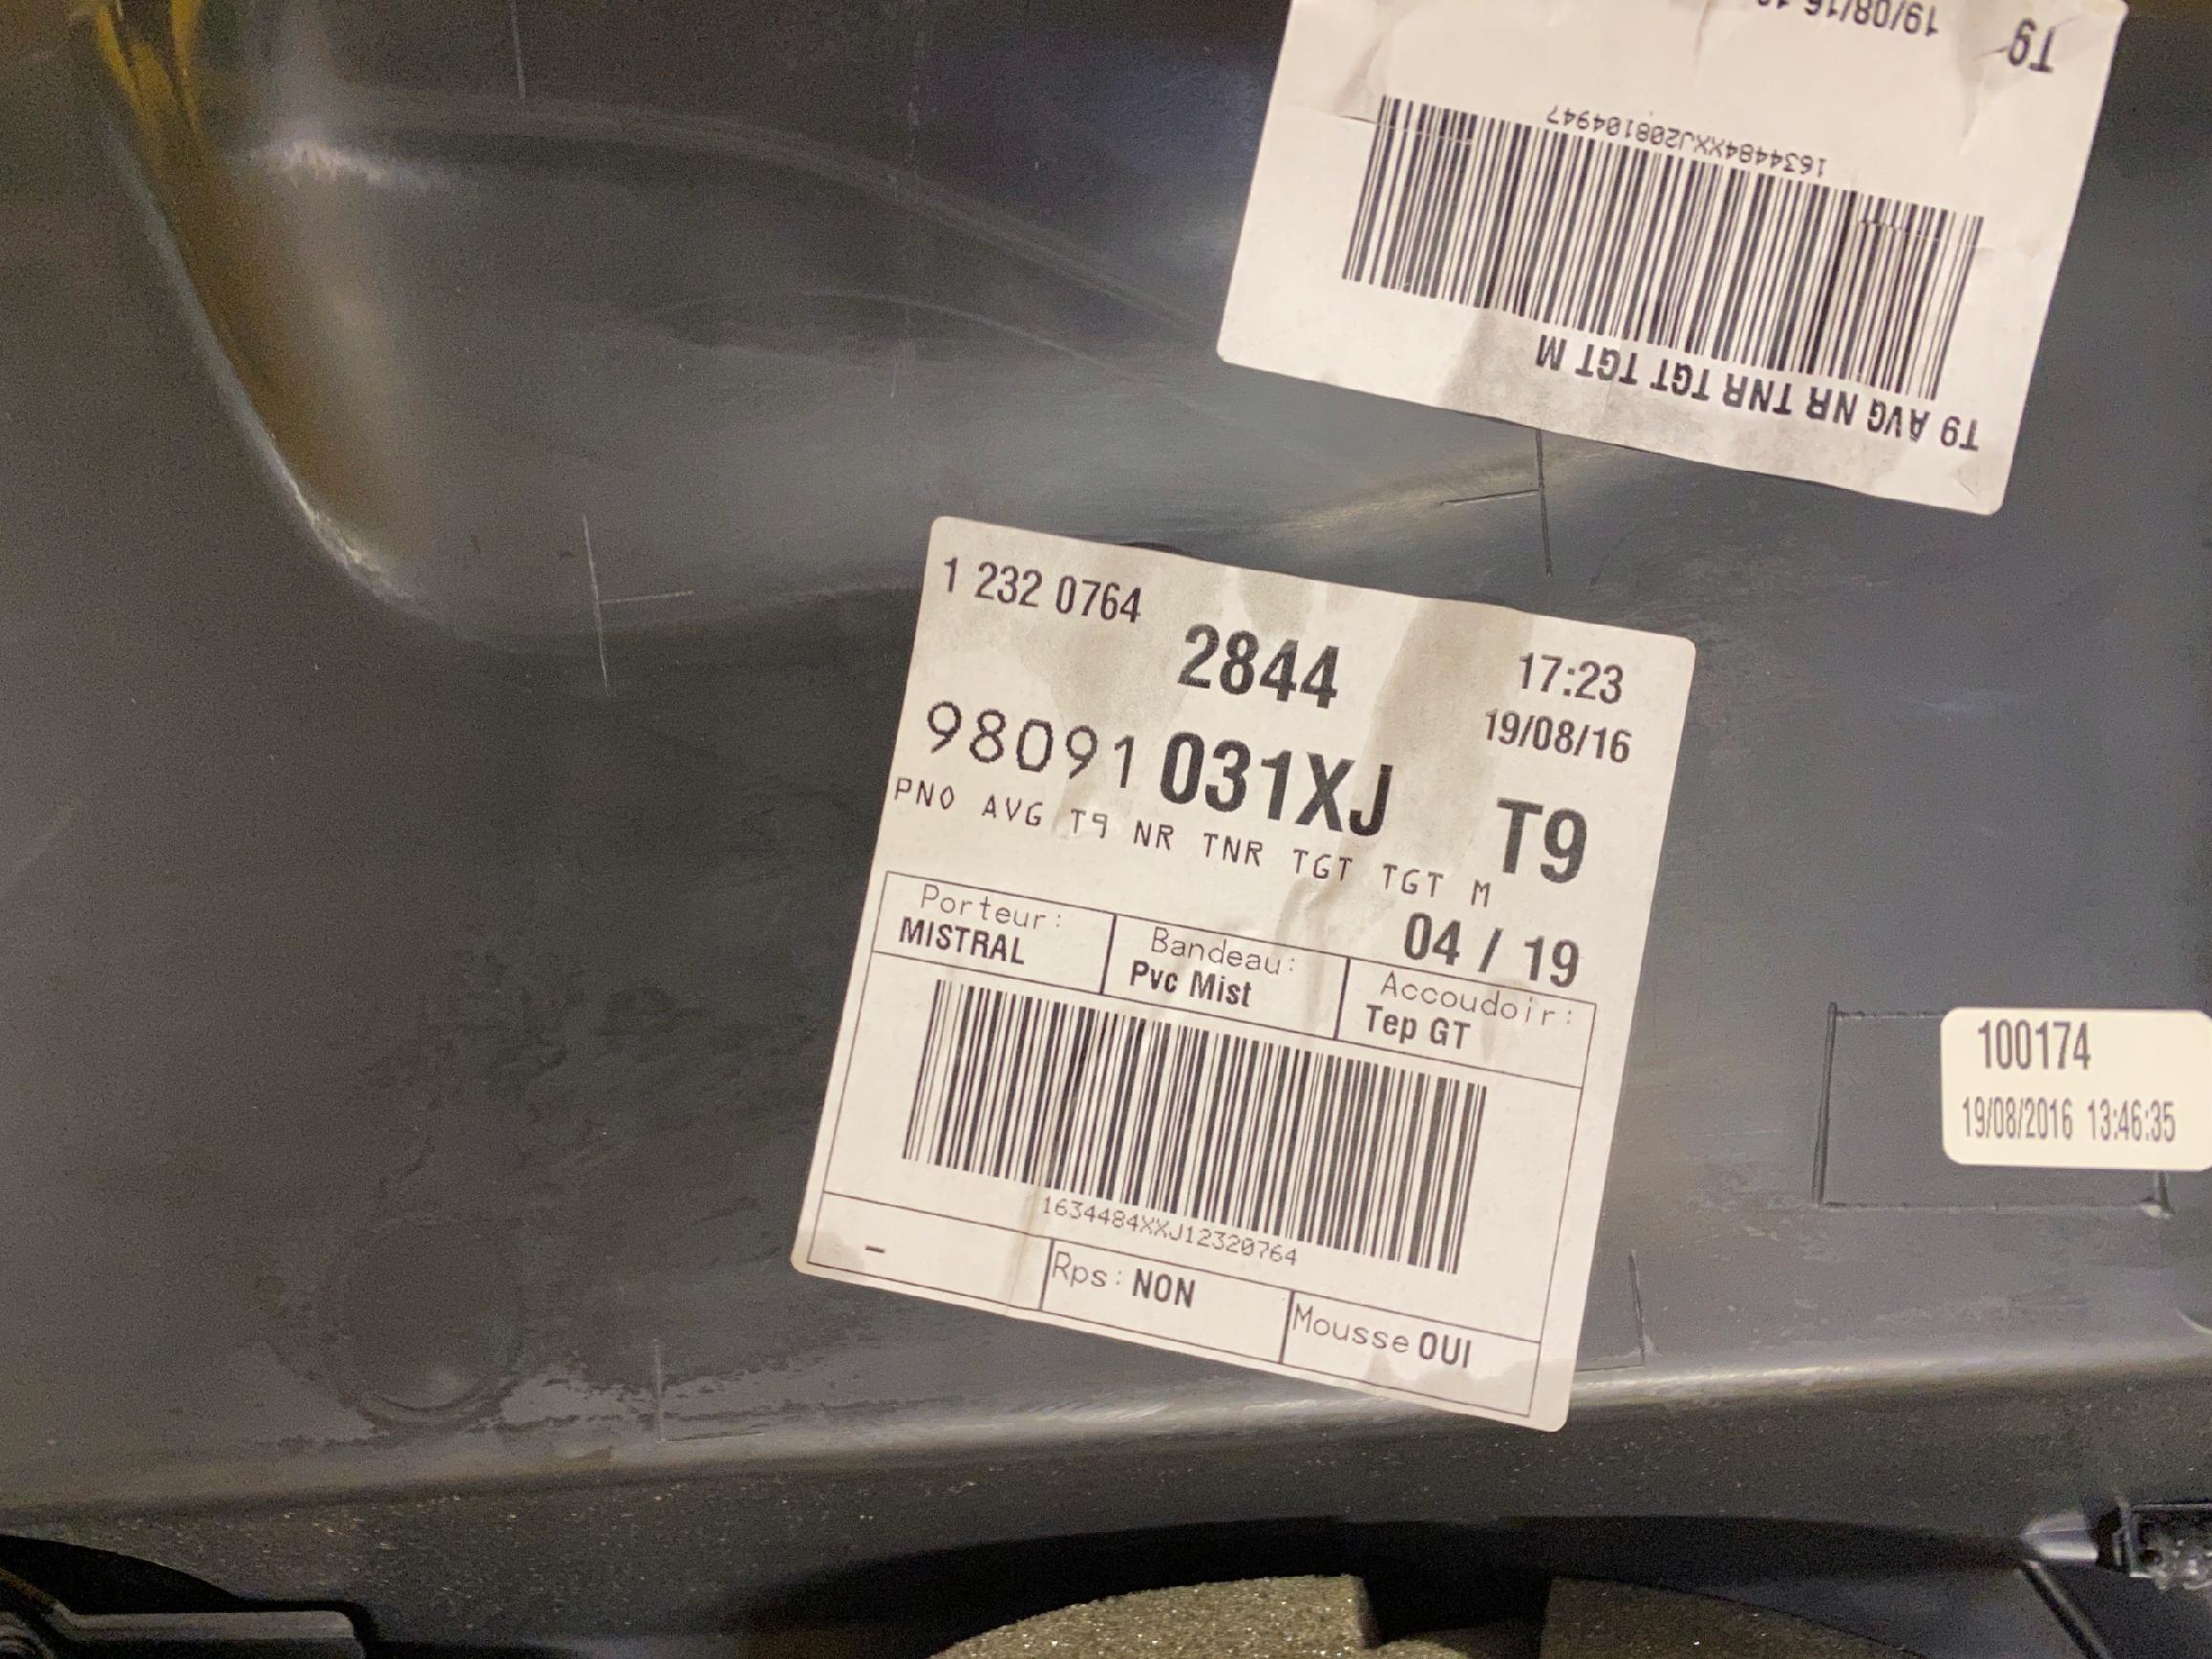 T9 19/08/16
1634484XXJ208104947
T9 AVG NR TNR TGT TGT M
1 232 0764
2844
17:23
19/08/16
98091 031XJ
T9
PNO AVG T9 NR TNR TGT TGT M
04 / 19
Porteur:
MISTRAL
Bandeau:
Pvc Mist
Accoudoir:
Tep GT
1634484XXJ12320764
–
Rps: NON
Mousse OUI
100174
19/08/2016 13:46:35